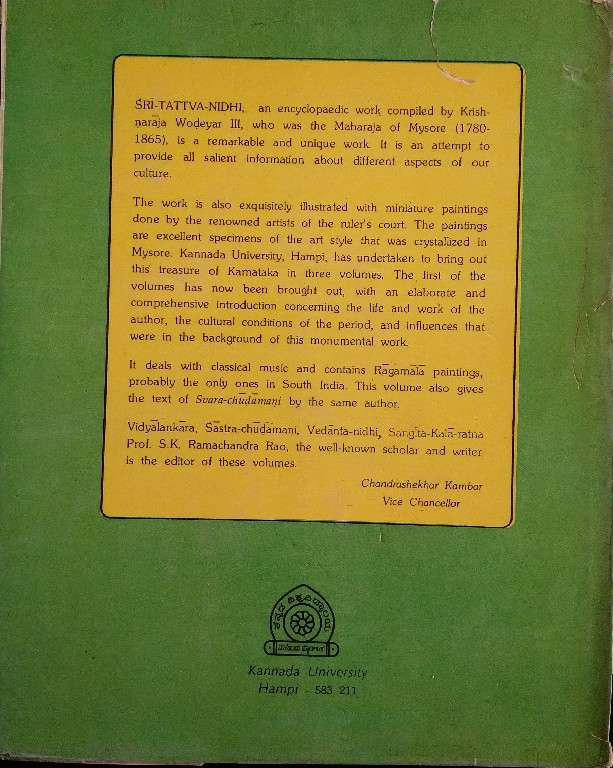 ŚRĪ-TATTVA-NIDHI, an encyclopaedic work compiled by Krish-
ṇarāja Woḍeyar III, who was the Maharaja of Mysore (1780-
1865), is a remarkable and unique work. It is an attempt to
provide all salient information about different aspects of our
culture.
The work is also exquisitely illustrated with miniature paintings
done by the renowned artists of the ruler's court. The paintings
are excellent specimens of the art style that was crystallized in
Mysore. Kannada University, Hampi, has undertaken to bring out
this treasure of Karnataka in three volumes. The first of the
volumes has now been brought out, with an elaborate and
comprehensive introduction concerning the life and work of the
author, the cultural conditions of the period, and influences that
were in the background of this monumental work.
It deals with classical music and contains Rāgamālā paintings,
probably the only ones in South India. This volume also gives
the text of Svara-chūḍāmaṇi by the same author.
Vidyālankāra, Śāstra-chūḍāmani, Vedānta-nidhi, Sangīta-Kalā-ratna
Prof. S.K. Ramachandra Rao, the well-known scholar and writer
is the editor of these volumes.
Chandrashekhar Kambar
Vice Chancellor
ಕನ್ನಡ ವಿಶ್ವವಿದ್ಯಾಲಯ
Kannada University
Hampi - 583 211